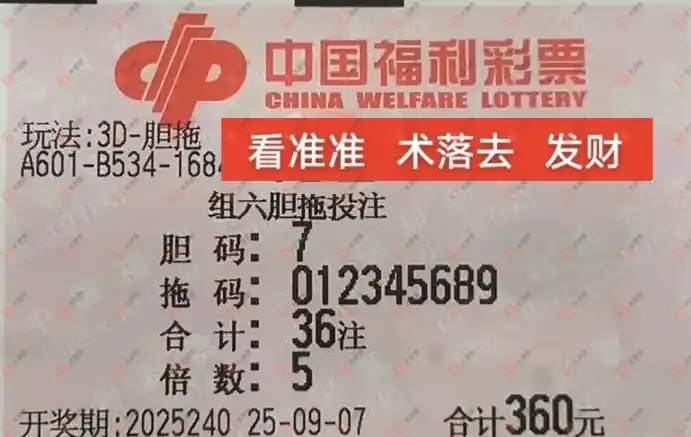 中国福利彩票
CHINA WELFARE LOTTERY
玩法:3D-胆拖
A601-B534-168
看准准 术落去 发财
组六胆拖投注
胆 码: 7
拖 码: 012345689
合 计: 36注
倍 数: 5
开奖期:2025240 25-09-07 合计360元